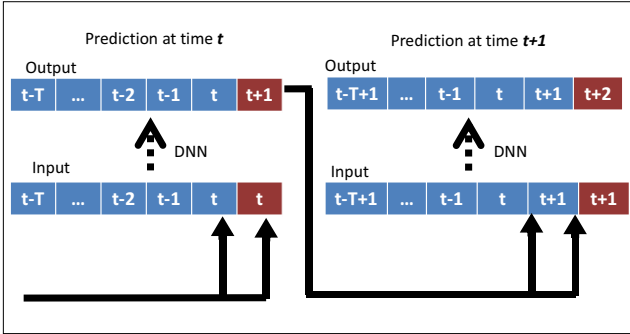 Prediction at time t
Output
t-T ... t-2 t-1 t t+1
DNN
Input
t-T ... t-2 t-1 t t
Prediction at time t+1
Output
t-T+1 ... t-1 t t+1 t+2
DNN
Input
t-T+1 ... t-1 t t+1 t+1